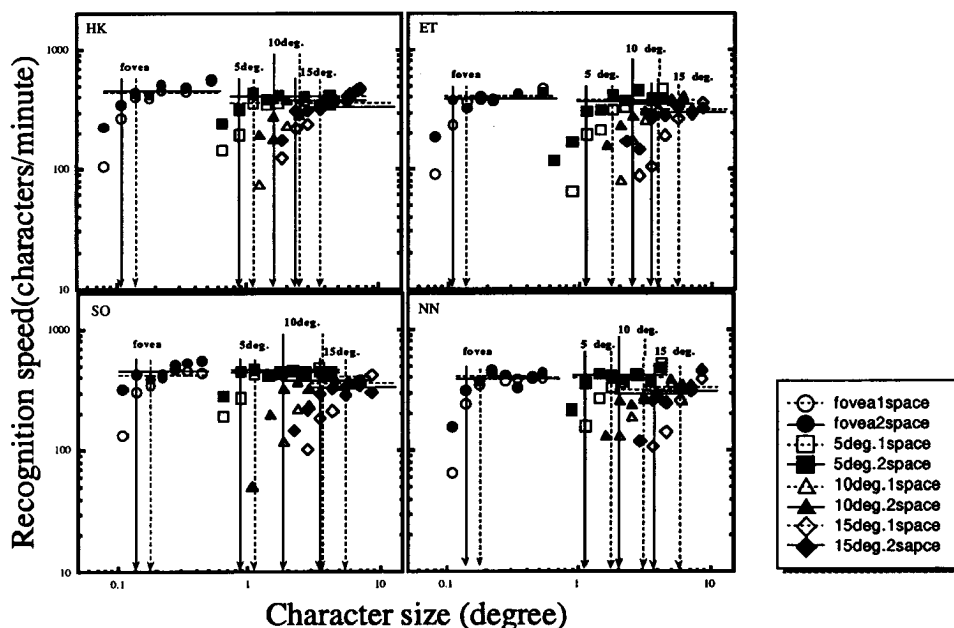 Recognition speed(characters/minute)
HK
1000
100
10
fovea
5deg.
10deg.
15deg.
ET
fovea
5 deg.
10 deg.
15 deg.
SO
1000
100
10
fovea
5deg.
10deg.
15deg.
0.1
1
10
NN
fovea
5 deg.
10 deg.
15 deg.
0.1
1
10
Character size (degree)
fovea1space
fovea2space
5deg.1space
5deg.2space
10deg.1space
10deg.2space
15deg.1space
15deg.2sapce